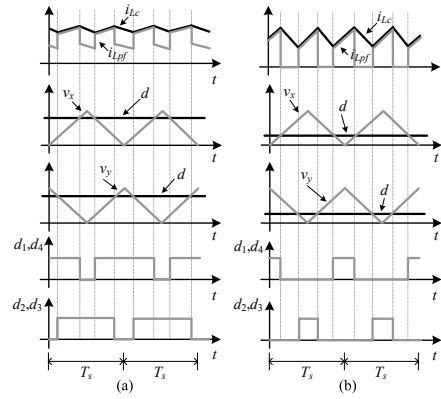 i_Lc
i_Lpf
t
v_x
d
t
v_y
d
t
d_1,d_4
t
d_2,d_3
t
T_s
T_s
(a)
i_Lc
i_Lpf
t
v_x
d
t
v_y
d
t
d_1,d_4
t
d_2,d_3
t
T_s
T_s
(b)